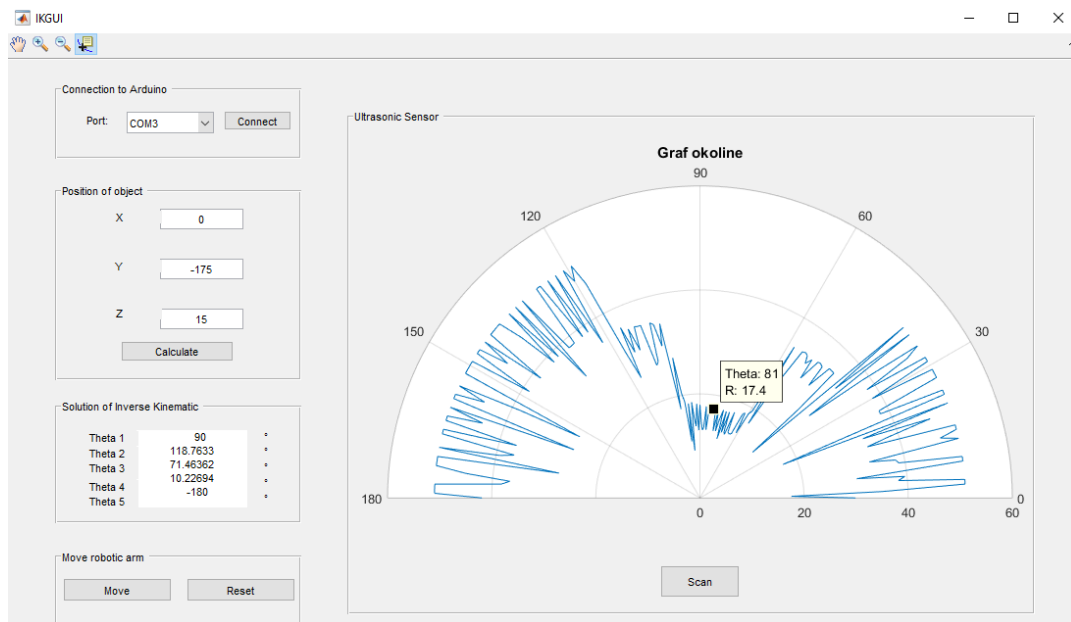 IKGUI
Connection to Arduino
Port:
COM3
Connect
Position of object
X
0
Y
-175
Z
15
Calculate
Solution of Inverse Kinematic
Theta 1
90
°
Theta 2
118.7633
°
Theta 3
71.46362
°
Theta 4
10.22694
°
Theta 5
-180
°
Move robotic arm
Move
Reset
Ultrasonic Sensor
Graf okoline
90
120
60
150
30
Theta: 81
R: 17.4
180
0
0
20
40
60
Scan